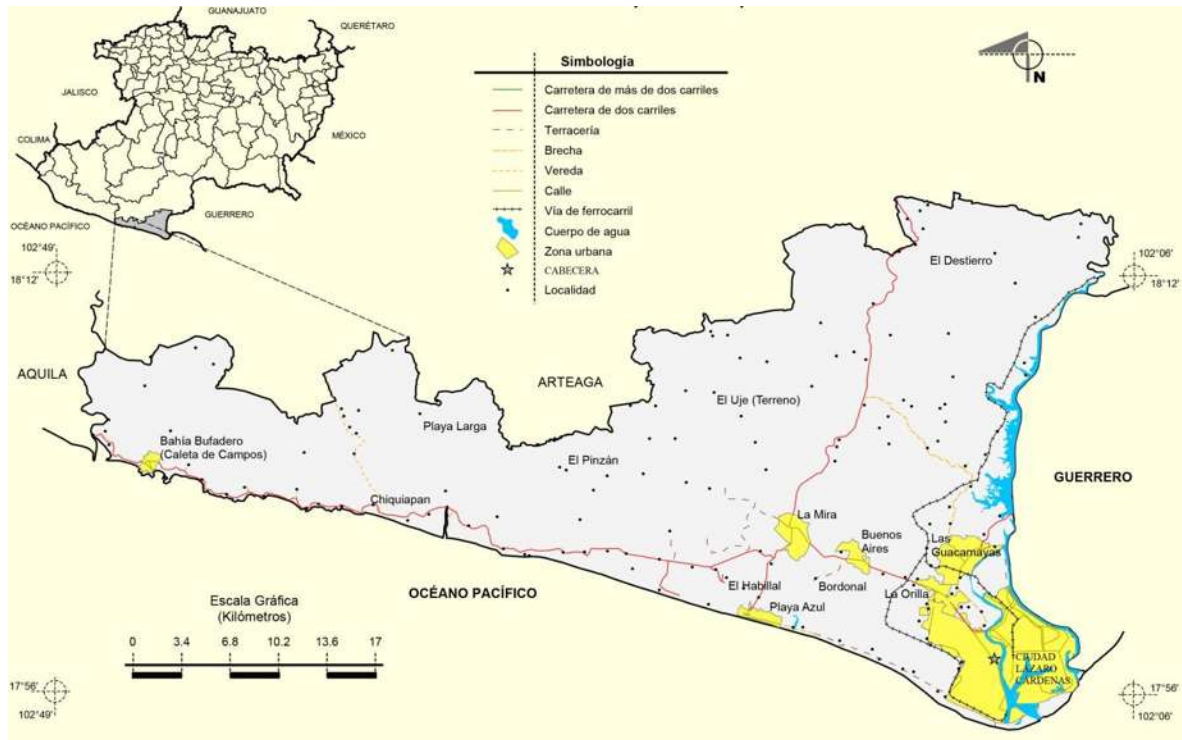 GUANAJUATO
QUERÉTARO
JALISCO
MÉXICO
COLIMA
GUERRERO
OCÉANO PACÍFICO
Simbología
Carretera de más de dos carriles
Carretera de dos carriles
Terracería
Brecha
Vereda
Calle
Vía de ferrocarril
Cuerpo de agua
Zona urbana
CABECERA
Localidad
N
102°49'
18°12'
102°06'
18°12'
AQUILA
ARTEAGA
GUERRERO
El Destierro
El Uje (Terreno)
Playa Larga
Bahía Bufadero
(Caleta de Campos)
El Pinzán
Chiquiapan
La Mira
Buenos
Aires
Las
Guacamayas
El Habillal
Bordonal
La Orilla
Playa Azul
OCÉANO PACÍFICO
CIUDAD
LÁZARO
CÁRDENAS
Escala Gráfica
(Kilómetros)
0 3.4 6.8 10.2 13.6 17
17°56'
102°49'
17°56'
102°06'